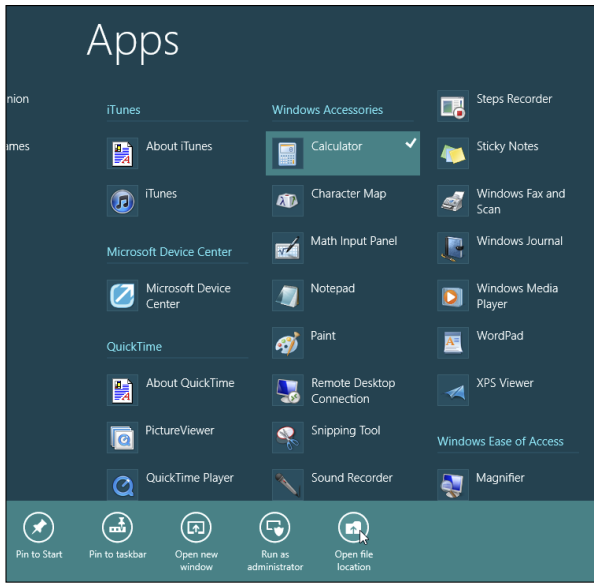 Apps
nion
ames
iTunes
About iTunes
iTunes
Microsoft Device Center
Microsoft Device
Center
QuickTime
About QuickTime
PictureViewer
QuickTime Player
Windows Accessories
Calculator
Character Map
Math Input Panel
Notepad
Paint
Remote Desktop
Connection
Snipping Tool
Sound Recorder
Steps Recorder
Sticky Notes
Windows Fax and
Scan
Windows Journal
Windows Media
Player
WordPad
XPS Viewer
Windows Ease of Access
Magnifier
Pin to Start
Pin to taskbar
Open new
window
Run as
administrator
Open file
location